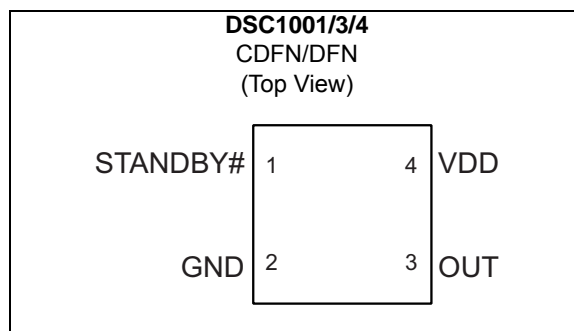 DSC1001/3/4
CDFN/DFN
(Top View)
STANDBY# 1 4 VDD
GND 2 3 OUT